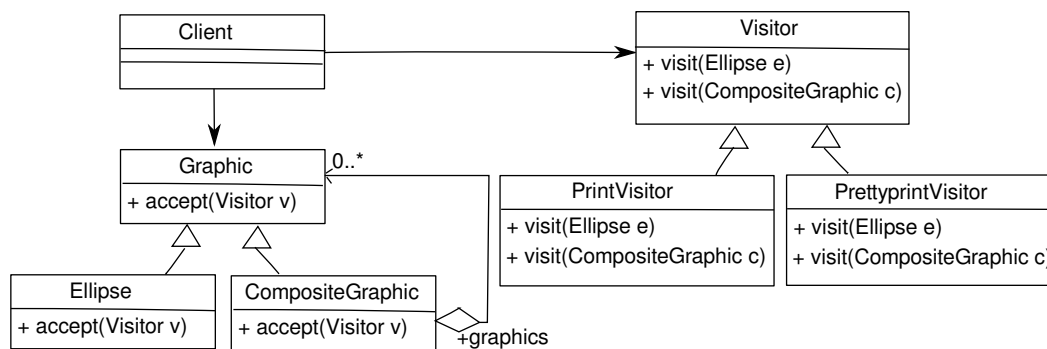 Client
Visitor
+ visit(Ellipse e)
+ visit(CompositeGraphic c)
Graphic
+ accept(Visitor v)
0..*
PrintVisitor
+ visit(Ellipse e)
+ visit(CompositeGraphic c)
PrettyprintVisitor
+ visit(Ellipse e)
+ visit(CompositeGraphic c)
Ellipse
+ accept(Visitor v)
CompositeGraphic
+ accept(Visitor v)
+graphics